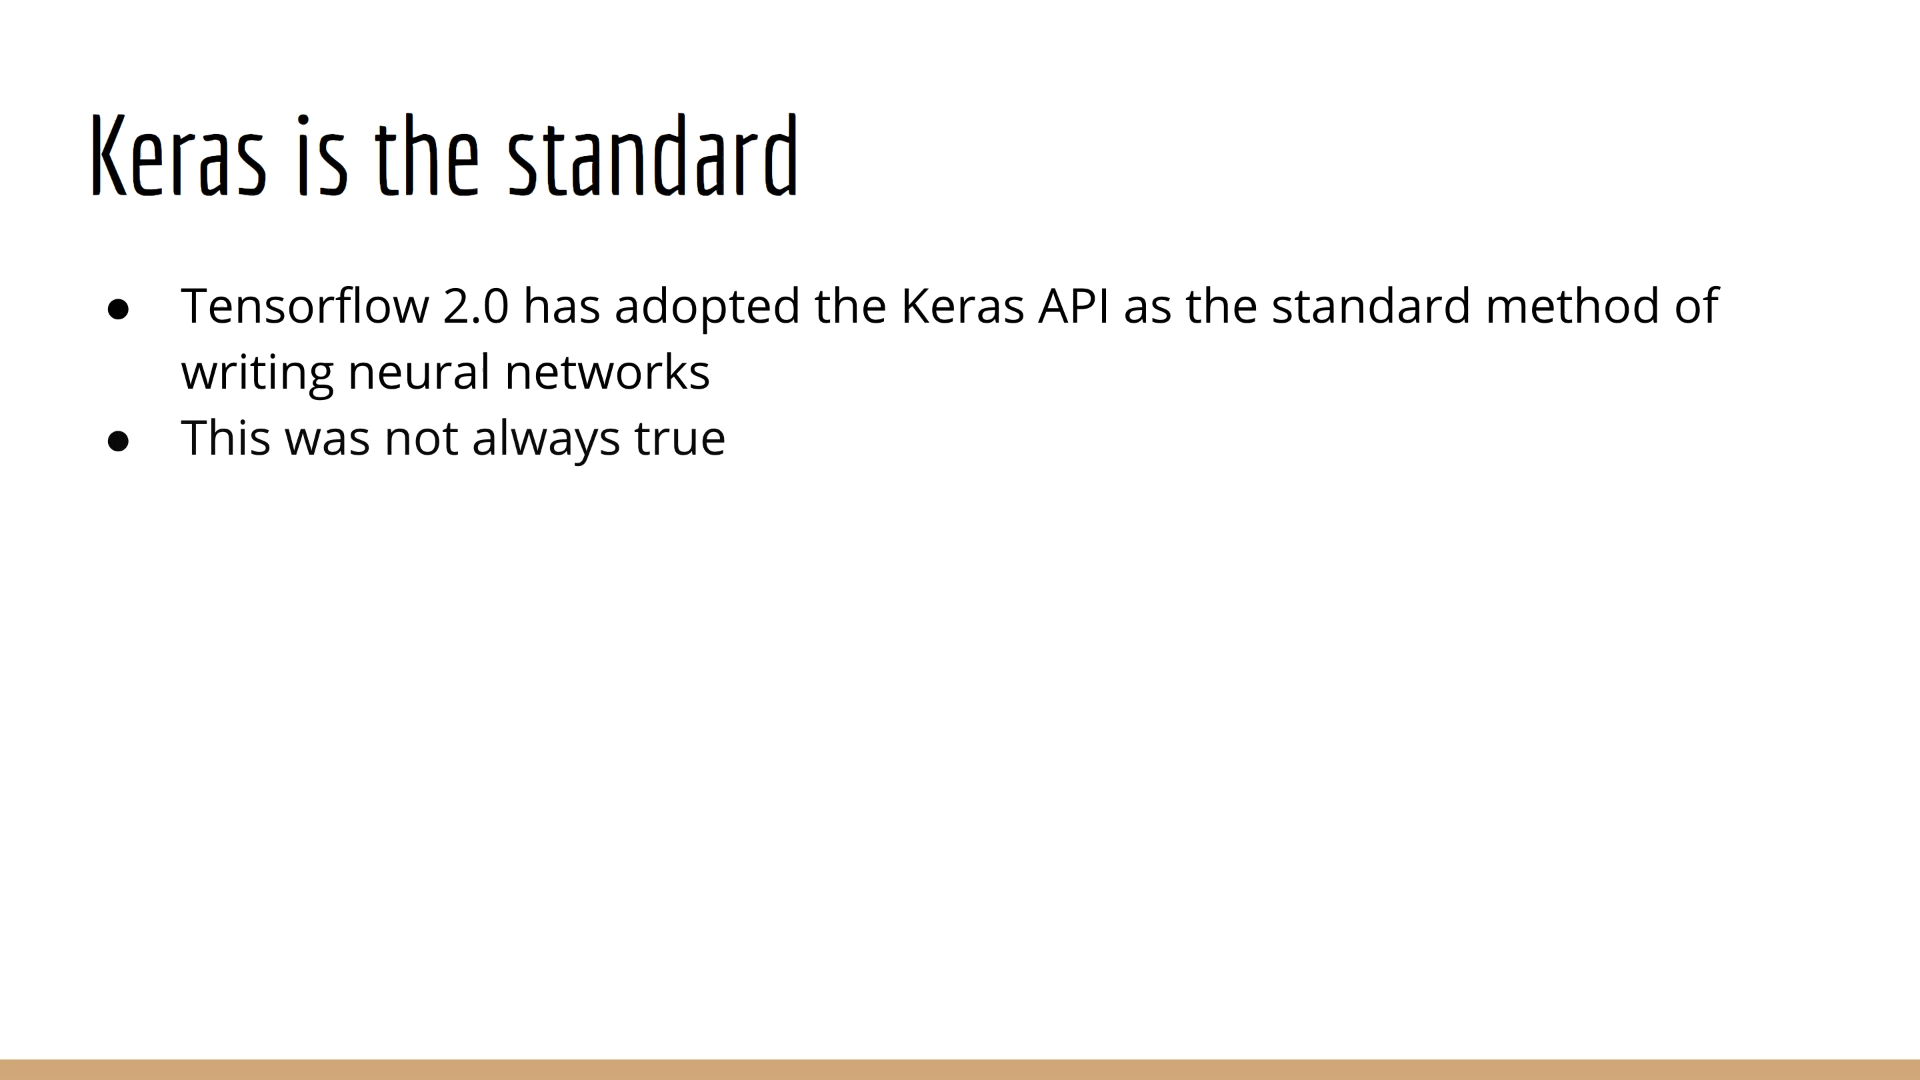 Keras is the standard
● Tensorflow 2.0 has adopted the Keras API as the standard method of
writing neural networks
● This was not always true